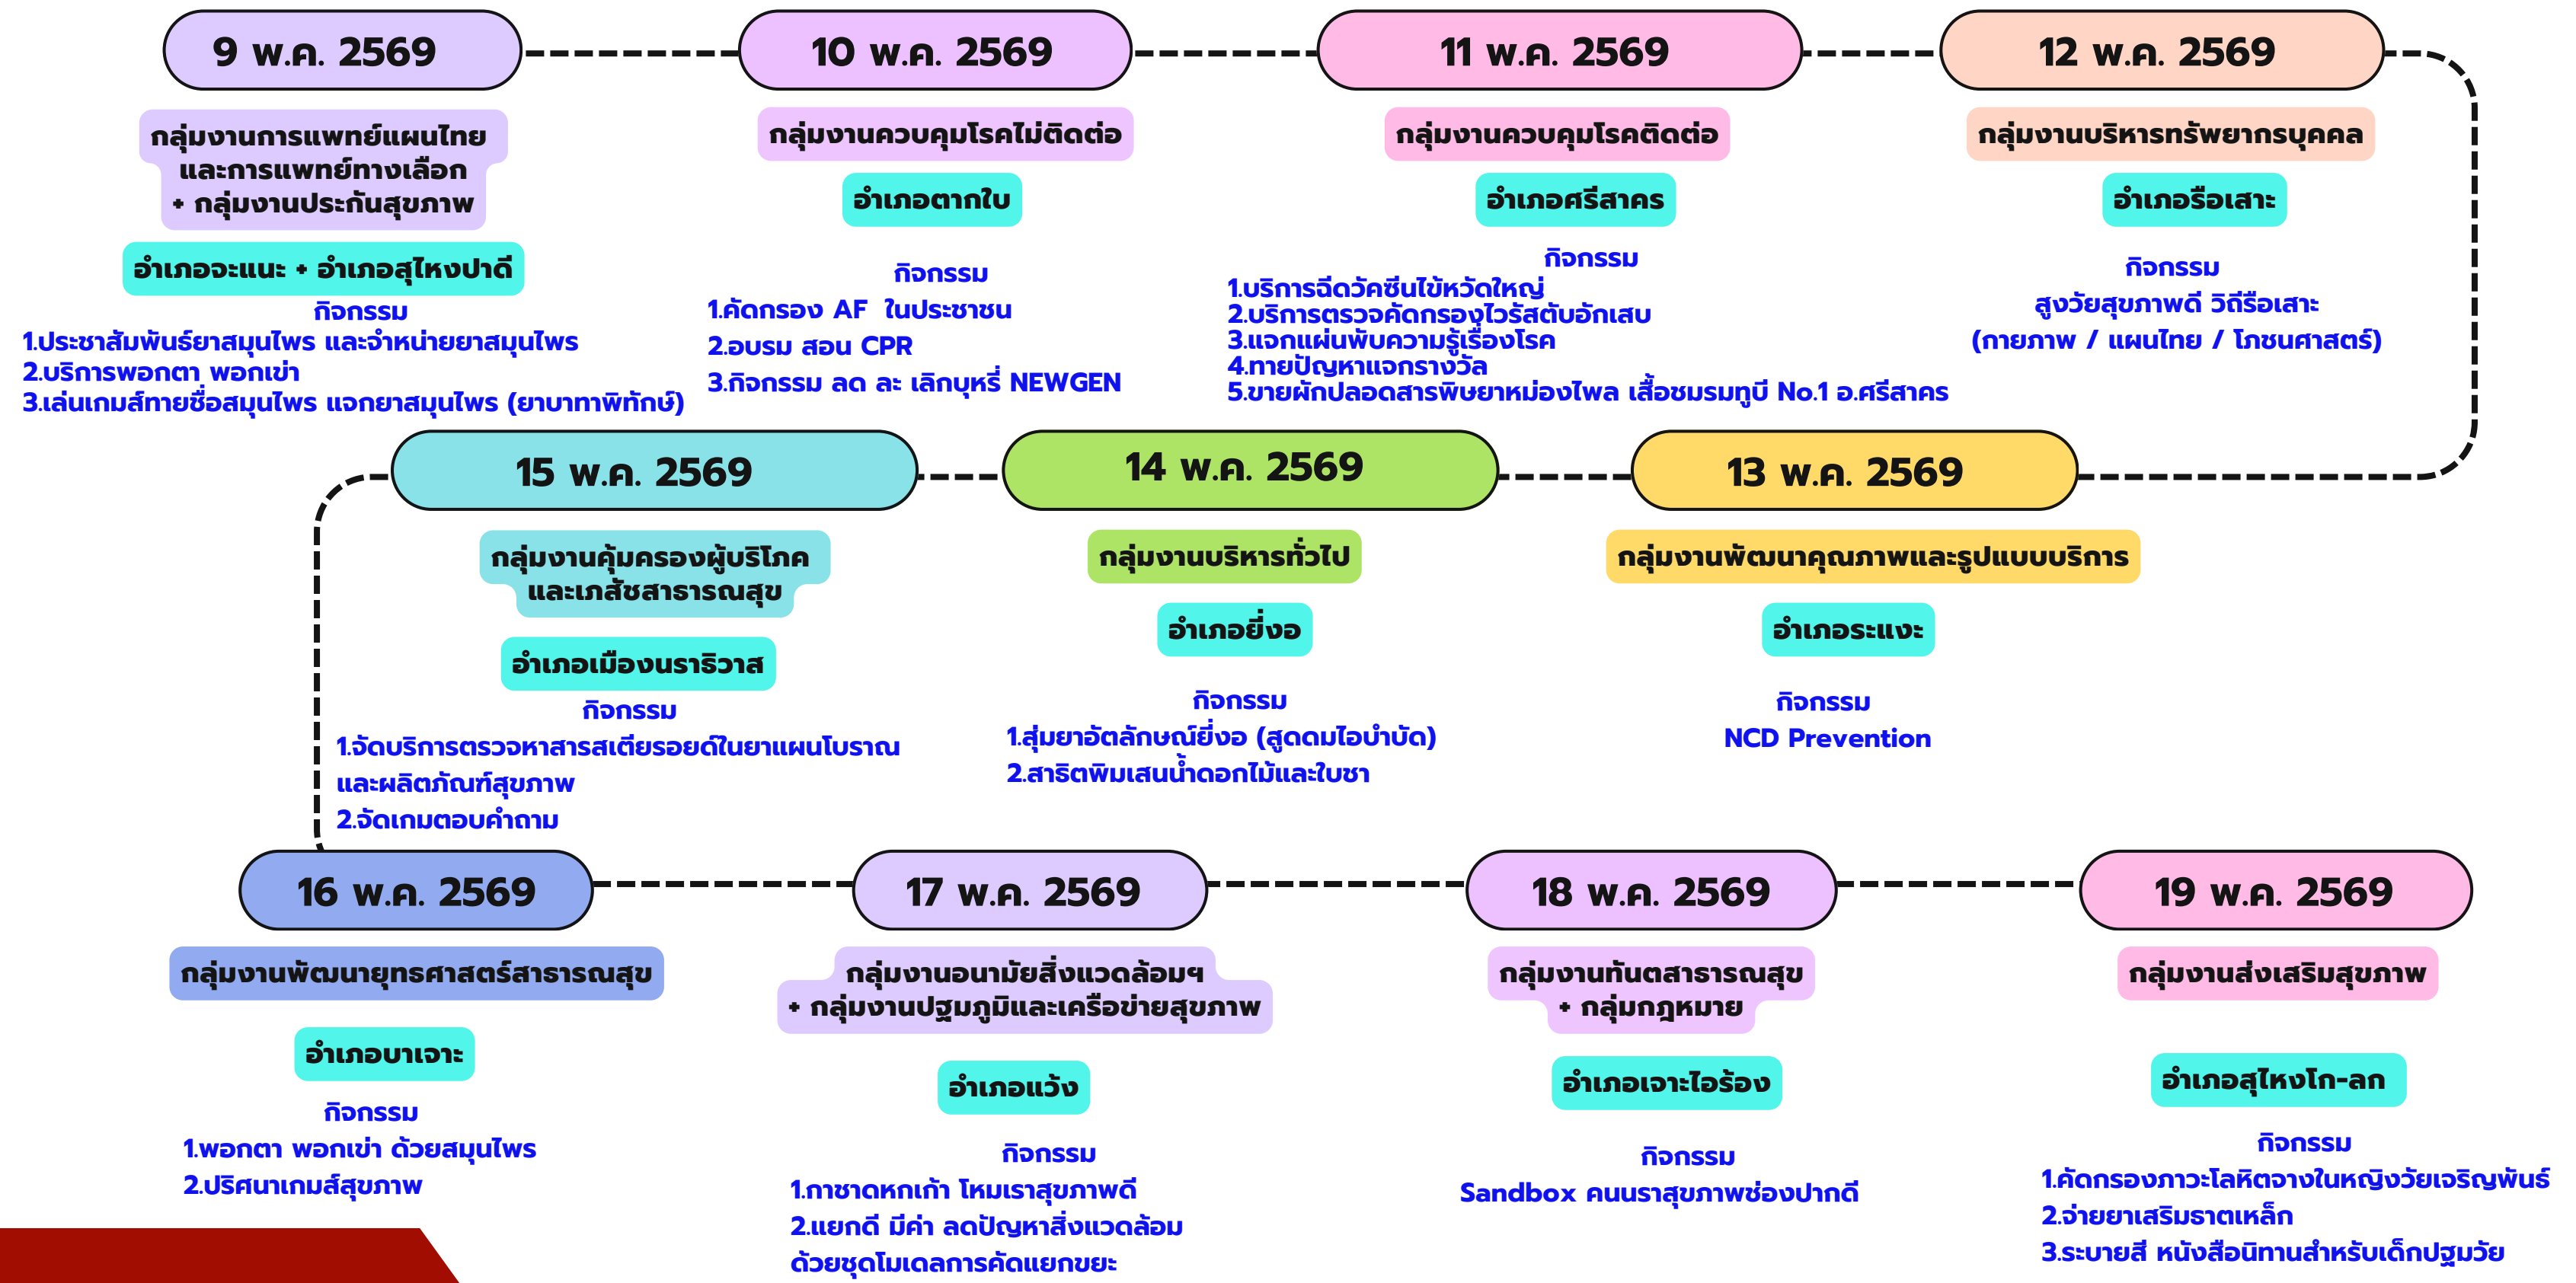 9 พ.ค. 2569
กลุ่มงานการแพทย์แผนไทย
และการแพทย์ทางเลือก
+ กลุ่มงานประกันสุขภาพ
อำเภอจะแนะ + อำเภอสุไหงปาดี
กิจกรรม
1.ประชาสัมพันธ์ยาสมุนไพร และจำหน่ายยาสมุนไพร
2.บริการพอกตา พอกเข่า
3.เล่นเกมส์ทายชื่อสมุนไพร แจกยาสมุนไพร (ยาบาทาพิทักษ์)
10 พ.ค. 2569
กลุ่มงานควบคุมโรคไม่ติดต่อ
อำเภอตากใบ
กิจกรรม
1.คัดกรอง AF ในประชาชน
2.อบรม สอน CPR
3.กิจกรรม ลด ละ เลิกบุหรี่ NEWGEN
11 พ.ค. 2569
กลุ่มงานควบคุมโรคติดต่อ
อำเภอศรีสาคร
กิจกรรม
1.บริการฉีดวัคซีนไข้หวัดใหญ่
2.บริการตรวจคัดกรองไวรัสตับอักเสบ
3.แจกแผ่นพับความรู้เรื่องโรค
4.ทายปัญหาแจกรางวัล
5.ขายผักปลอดสารพิษยาหม่องไพล เสื้อชมรมทูบี No.1 อ.ศรีสาคร
12 พ.ค. 2569
กลุ่มงานบริหารทรัพยากรบุคคล
อำเภอรือเสาะ
กิจกรรม
สูงวัยสุขภาพดี วิถีรือเสาะ
(กายภาพ / แผนไทย / โภชนศาสตร์)
13 พ.ค. 2569
กลุ่มงานพัฒนาคุณภาพและรูปแบบบริการ
อำเภอระแงะ
กิจกรรม
NCD Prevention
14 พ.ค. 2569
กลุ่มงานบริหารทั่วไป
อำเภอยี่งอ
กิจกรรม
1.สุ่มยาอัตลักษณ์ยี่งอ (สูดดมไอบำบัด)
2.สาธิตพิมเสนน้ำดอกไม้และใบชา
15 พ.ค. 2569
กลุ่มงานคุ้มครองผู้บริโภค
และเภสัชสาธารณสุข
อำเภอเมืองนราธิวาส
กิจกรรม
1.จัดบริการตรวจหาสารสเตียรอยด์ในยาแผนโบราณ
และผลิตภัณฑ์สุขภาพ
2.จัดเกมตอบคำถาม
16 พ.ค. 2569
กลุ่มงานพัฒนายุทธศาสตร์สาธารณสุข
อำเภอบาเจาะ
กิจกรรม
1.พอกตา พอกเข่า ด้วยสมุนไพร
2.ปริศนาเกมส์สุขภาพ
17 พ.ค. 2569
กลุ่มงานอนามัยสิ่งแวดล้อมฯ
+ กลุ่มงานปฐมภูมิและเครือข่ายสุขภาพ
อำเภอแว้ง
กิจกรรม
1.กาชาดหกเก้า โหมเราสุขภาพดี
2.แยกดี มีค่า ลดปัญหาสิ่งแวดล้อม
ด้วยชุดโมเดลการคัดแยกขยะ
18 พ.ค. 2569
กลุ่มงานทันตสาธารณสุข
+ กลุ่มกฎหมาย
อำเภอเจาะไอร้อง
กิจกรรม
Sandbox คนนราสุขภาพช่องปากดี
19 พ.ค. 2569
กลุ่มงานส่งเสริมสุขภาพ
อำเภอสุไหงโก-ลก
กิจกรรม
1.คัดกรองภาวะโลหิตจางในหญิงวัยเจริญพันธ์
2.จ่ายยาเสริมธาตเหล็ก
3.ระบายสี หนังสือนิทานสำหรับเด็กปฐมวัย